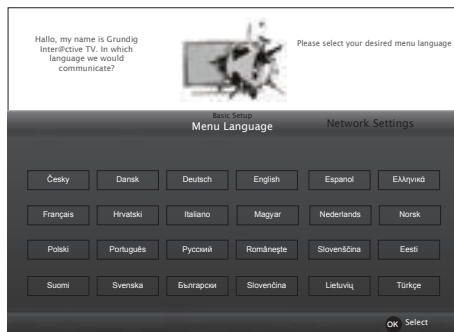 Hallo, my name
is Grundig
Inter@ctive TV. In which
language we would
communicate?
Please select your desired menu language
Basic Setup
Menu Language
Network Settings
Česky Dansk Deutsch English Espanol Ελληνικά
Français Hrvatski Italiano Magyar Nederlands Norsk
Polski Português Русский Româneşte Slovenščina Eesti
Suomi Svenska Български Slovenčina Lietuvių Türkçe
OK Select